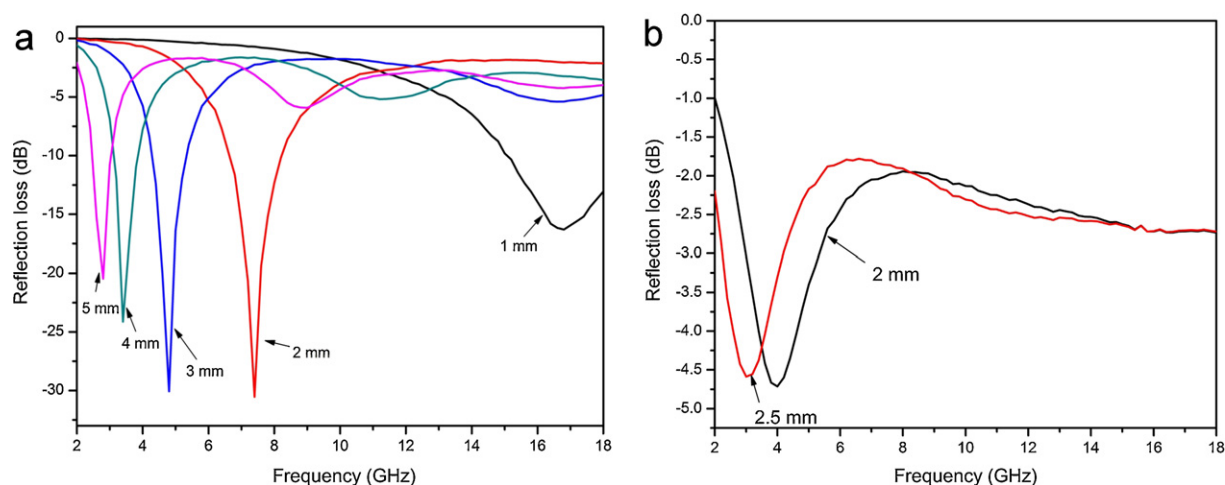 a
Reflection loss (dB)
0
-5
-10
-15
-20
-25
-30
1 mm
5 mm
4 mm
3 mm
2 mm
2 4 6 8 10 12 14 16 18
Frequency (GHz)
b
Reflection loss (dB)
0.0
-1.0
-1.5
-2.0
-2.5
-3.0
-3.5
-4.0
-4.5
-5.0
2 mm
2.5 mm
2 4 6 8 10 12 14 16 18
Frequency (GHz)